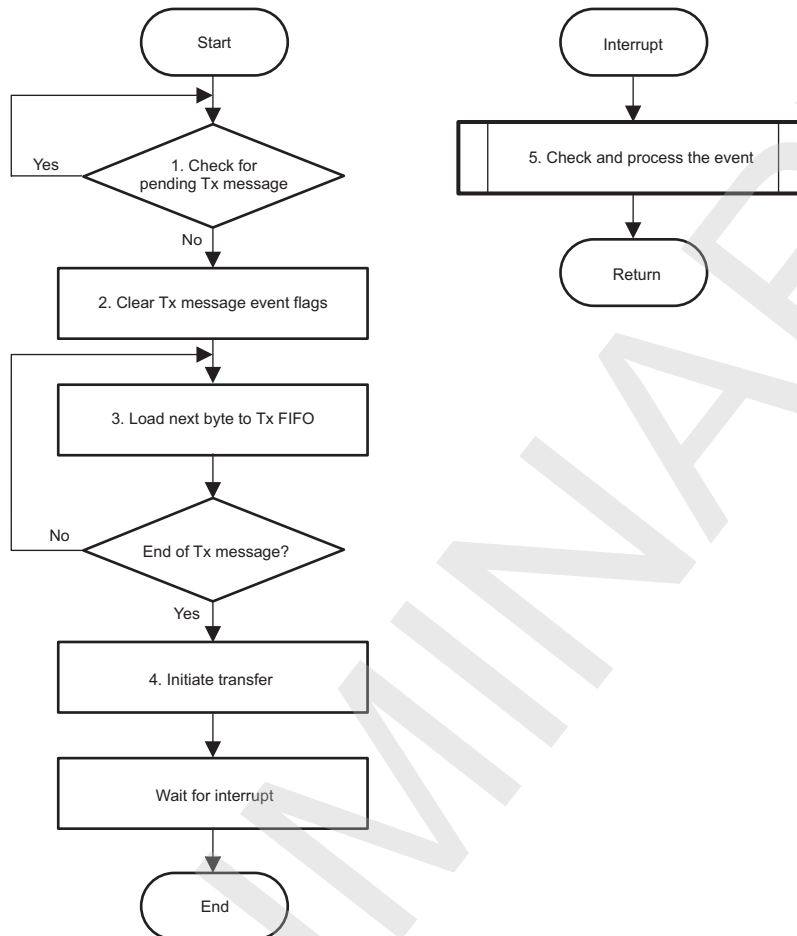 Start
Yes
1. Check for
pending Tx message
No
2. Clear Tx message event flags
3. Load next byte to Tx FIFO
No
End of Tx message?
Yes
4. Initiate transfer
Wait for interrupt
End
Interrupt
5. Check and process the event
Return
IMINA